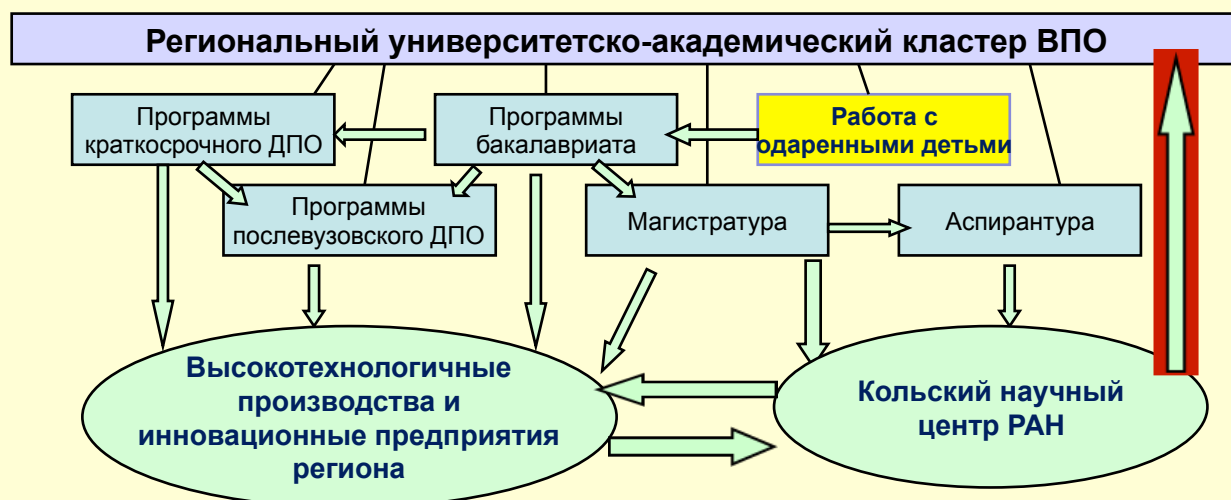 Региональный университетско-академический кластер ВПО
Программы
краткосрочного ДПО
Программы
бакалавриата
Работа с
одаренными детьми
Программы
послевузовского ДПО
Магистратура
Аспирантура
Высокотехнологичные
производства и
инновационные предприятия
региона
Кольский научный
центр РАН